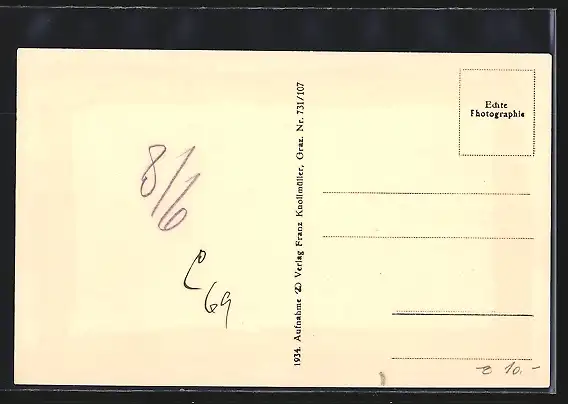 Echte
Photographie
1934. Aufnahme (Z) Verlag Franz Knollmüller, Graz. Nr. 731/107
8/6
C
69
10.-